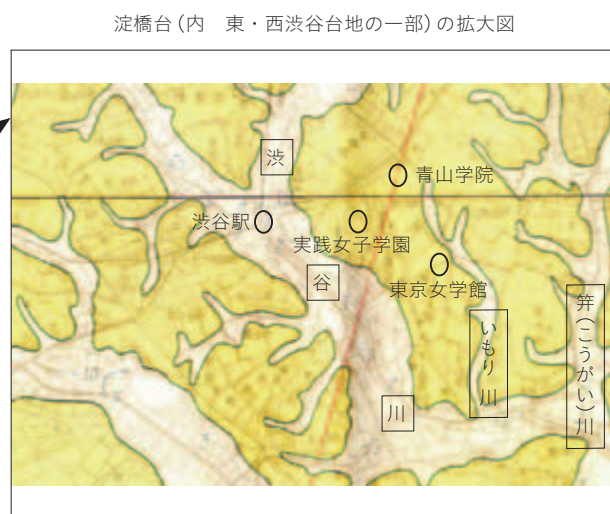 淀橋台(内　東・西渋谷台地の一部)の拡大図
渋
青山学院
渋谷駅
実践女子学園
東京女学館
谷
いもり川
笄(こうがい)川
川